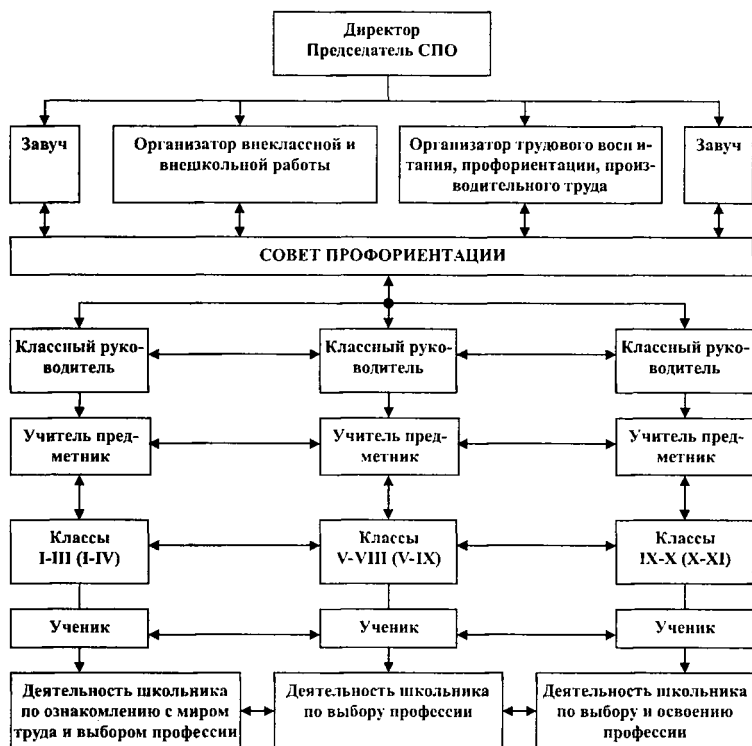 Директор
Председатель СПО
Завуч
Организатор внеклассной и
внешкольной работы
Организатор трудового восп и-
тания, профориентации, произ-
водительного труда
Завуч
СОВЕТ ПРОФОРИЕНТАЦИИ
Классный руко-
водитель
Классный руко-
водитель
Классный руко-
водитель
Учитель пред-
метник
Учитель пред-
метник
Учитель пред-
метник
Классы
I-III (I-IV)
Классы
V-VIII (V-IX)
Классы
IX-X (X-XI)
Ученик
Ученик
Ученик
Деятельность школьника
по ознакомлению с миром
труда и выбором профессии
Деятельность школьника
по выбору профессии
Деятельность школьника
по выбору и освоению
профессии